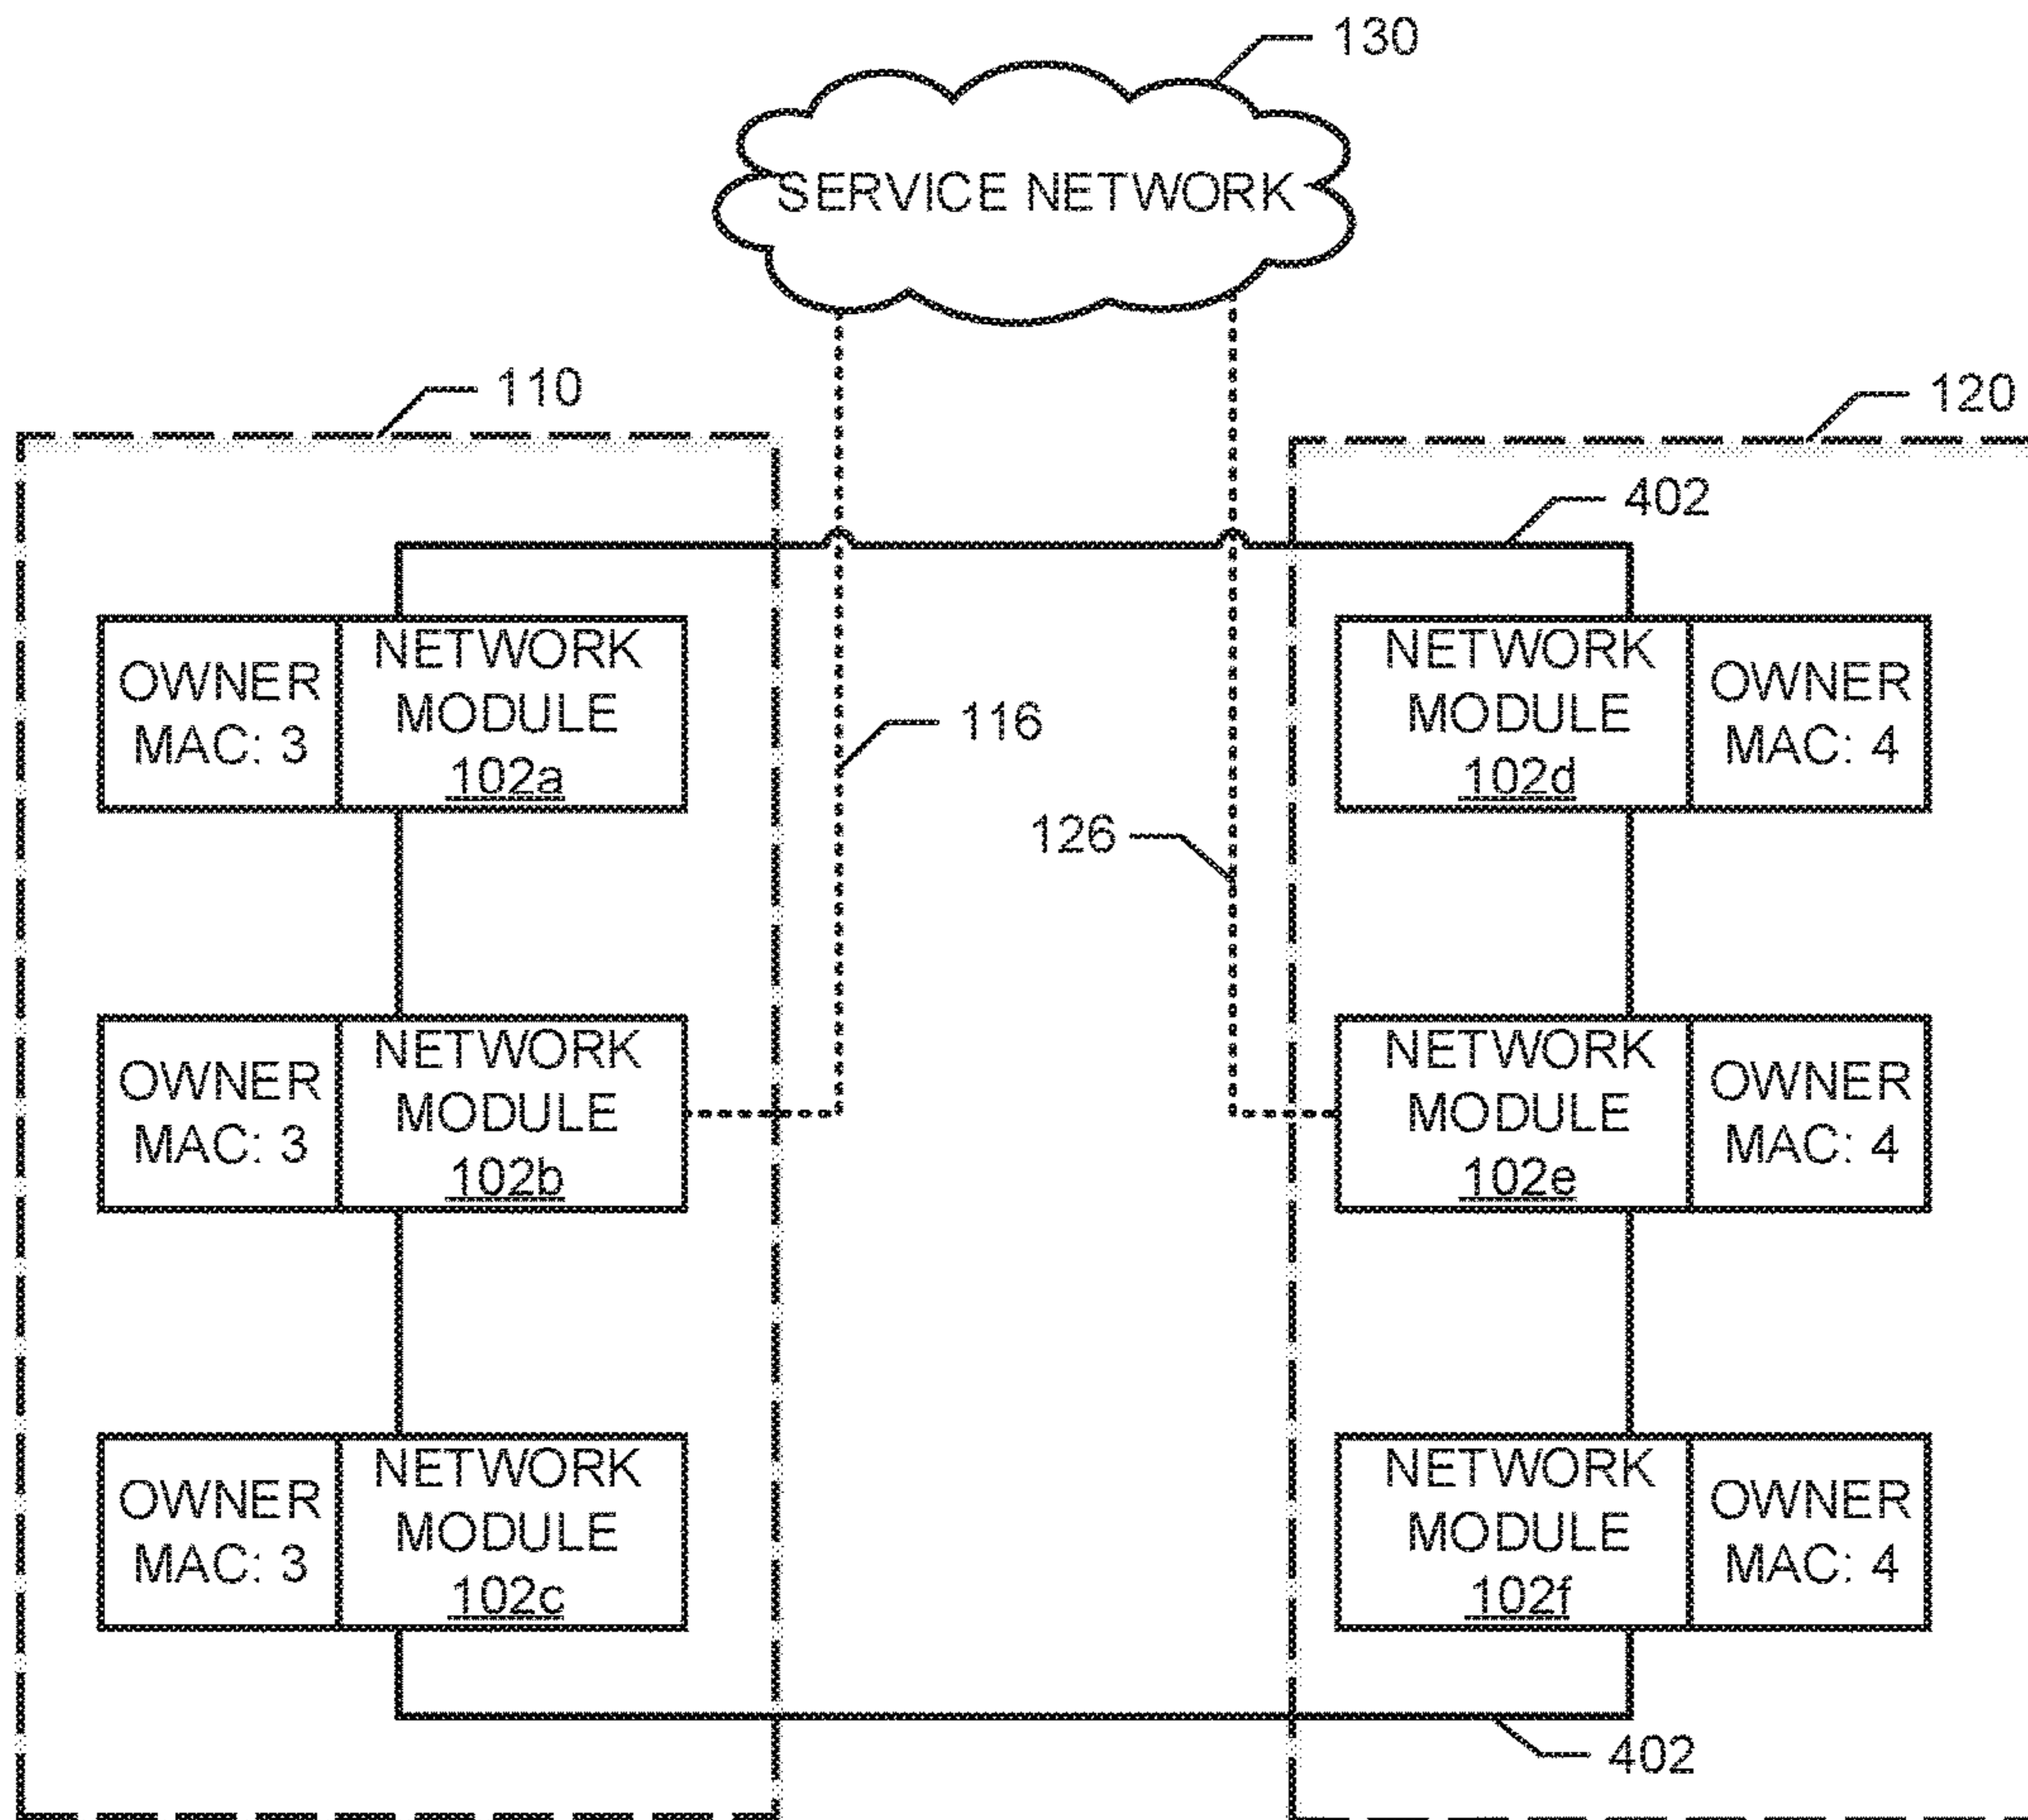 130
SERVICE NETWORK
110
120
402
OWNER
MAC: 3
NETWORK
MODULE
102a
116
NETWORK
MODULE
102d
OWNER
MAC: 4
126
OWNER
MAC: 3
NETWORK
MODULE
102b
NETWORK
MODULE
102e
OWNER
MAC: 4
OWNER
MAC: 3
NETWORK
MODULE
102c
NETWORK
MODULE
102f
OWNER
MAC: 4
402